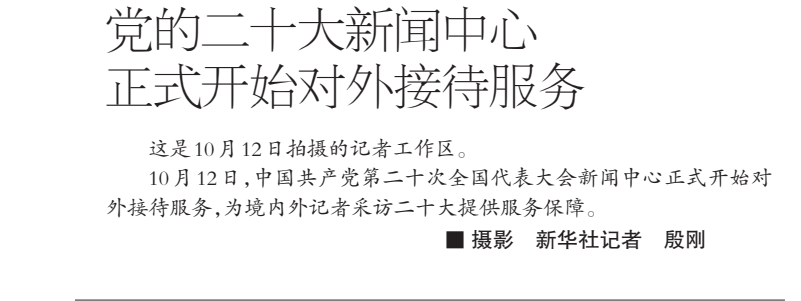 党的二十大新闻中心
正式开始对外接待服务
这是10月12日拍摄的记者工作区。
10月12日,中国共产党第二十次全国代表大会新闻中心正式开始对
外接待服务,为境内外记者采访二十大提供服务保障。
■ 摄影 新华社记者 殷刚